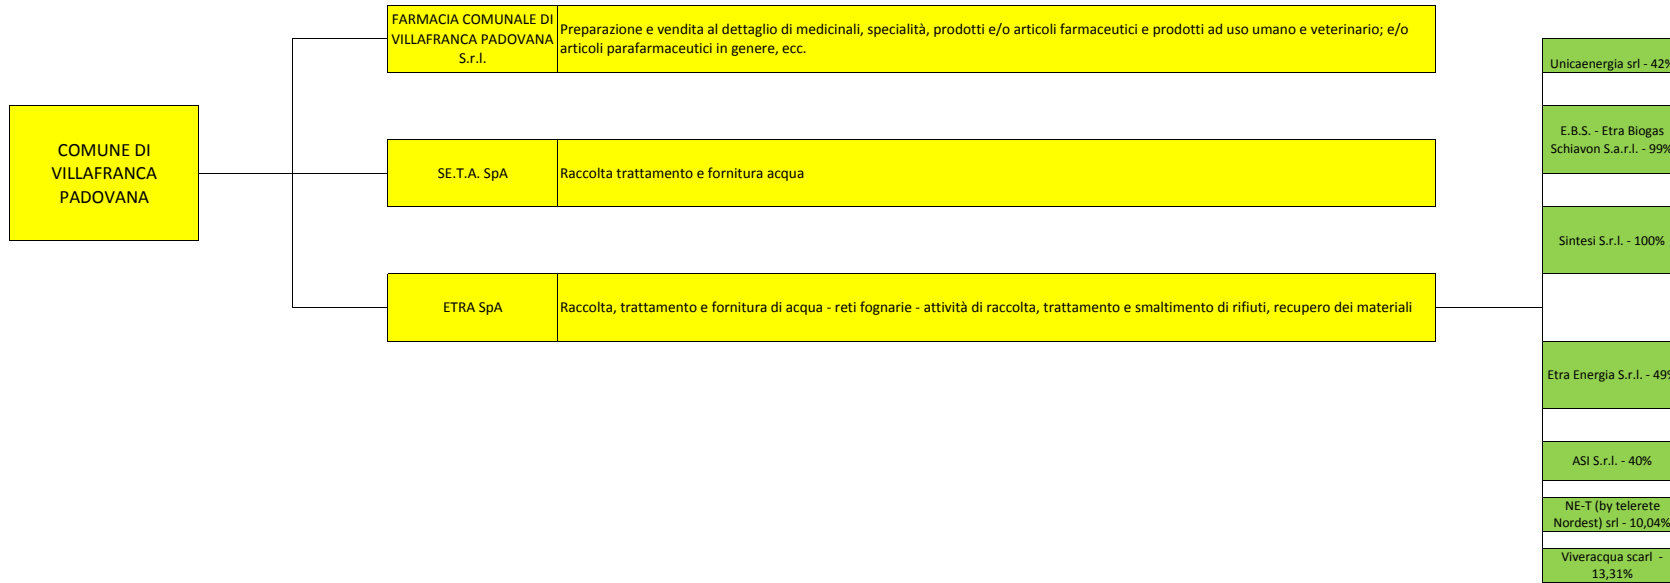 COMUNE DI
VILLAFRANCA
PADOVANA
FARMACIA COMUNALE DI
VILLAFRANCA PADOVANA
S.r.l.
Preparazione e vendita al dettaglio di medicinali, specialità, prodotti e/o articoli farmaceutici e prodotti ad uso umano e veterinario; e/o
articoli parafarmaceutici in genere, ecc.
SE.T.A. SpA
Raccolta trattamento e fornitura acqua
ETRA SpA
Raccolta, trattamento e fornitura di acqua - reti fognarie - attività di raccolta, trattamento e smaltimento di rifiuti, recupero dei materiali
Unicaenergia srl - 42%
E.B.S. - Etra Biogas
Schiavon S.a.r.l. - 99%
Sintesi S.r.l. - 100%
Etra Energia S.r.l. - 49%
ASI S.r.l. - 40%
NE-T (by telerete
Nordest) srl - 10,04%
Viveracqua scarl -
13,31%